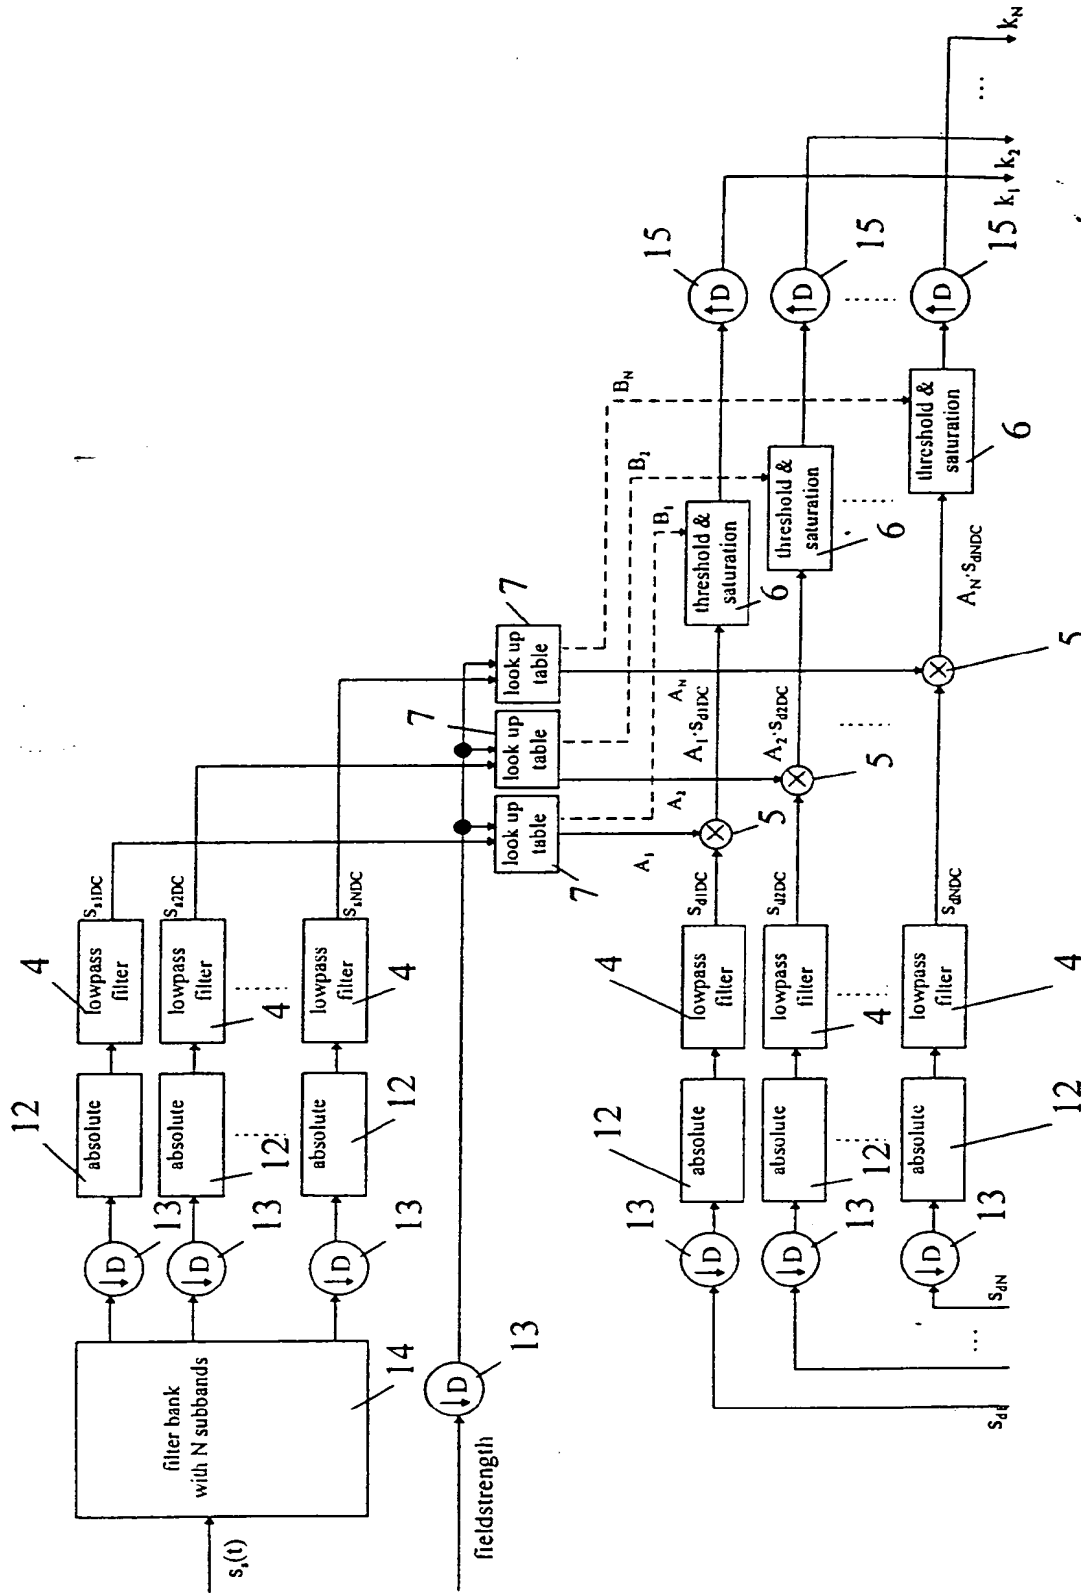 s_s(t)
filter bank
with N subbands
14
↓D
13
↓D
13
↓D
13
absolute
12
absolute
12
absolute
12
lowpass
filter
4
lowpass
filter
4
lowpass
filter
4
S_s1DC
S_s2DC
S_sNDC
fieldstrength
↓D
13
look up
table
7
look up
table
7
look up
table
7
A_1
A_2
A_N
B_1
B_2
B_N
S_d1
...
S_dN
↓D
13
↓D
13
↓D
13
absolute
12
absolute
12
absolute
12
lowpass
filter
4
lowpass
filter
4
lowpass
filter
4
S_d1DC
S_d2DC
S_dNDC
5
5
5
A_1·S_d1DC
A_2·S_d2DC
A_N·S_dNDC
threshold &
saturation
6
threshold &
saturation
6
threshold &
saturation
6
↑D
15
↑D
15
↑D
15
k_1
k_2
...
k_N